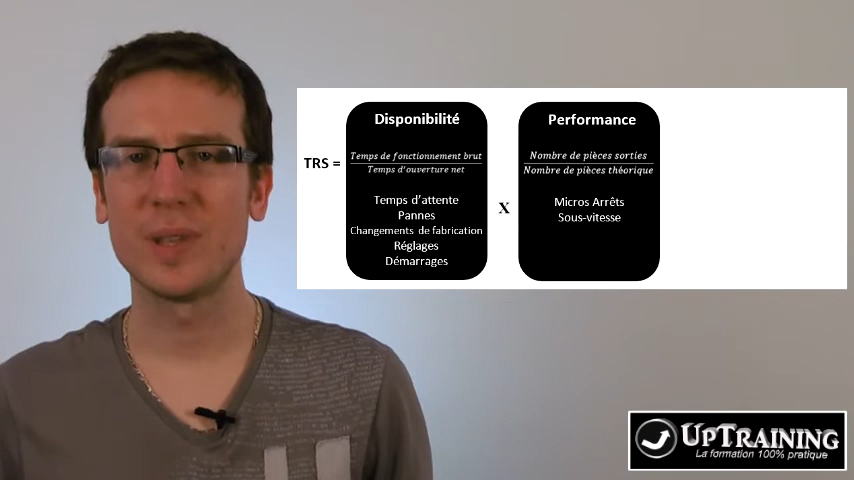 TRS =
Disponibilité
Temps de fonctionnement brut
Temps d'ouverture net
Temps d'attente
Pannes
Changements de fabrication
Réglages
Démarrages
X
Performance
Nombre de pièces sorties
Nombre de pièces théorique
Micros Arrêts
Sous-vitesse
UPTRAINING
La formation 100% pratique